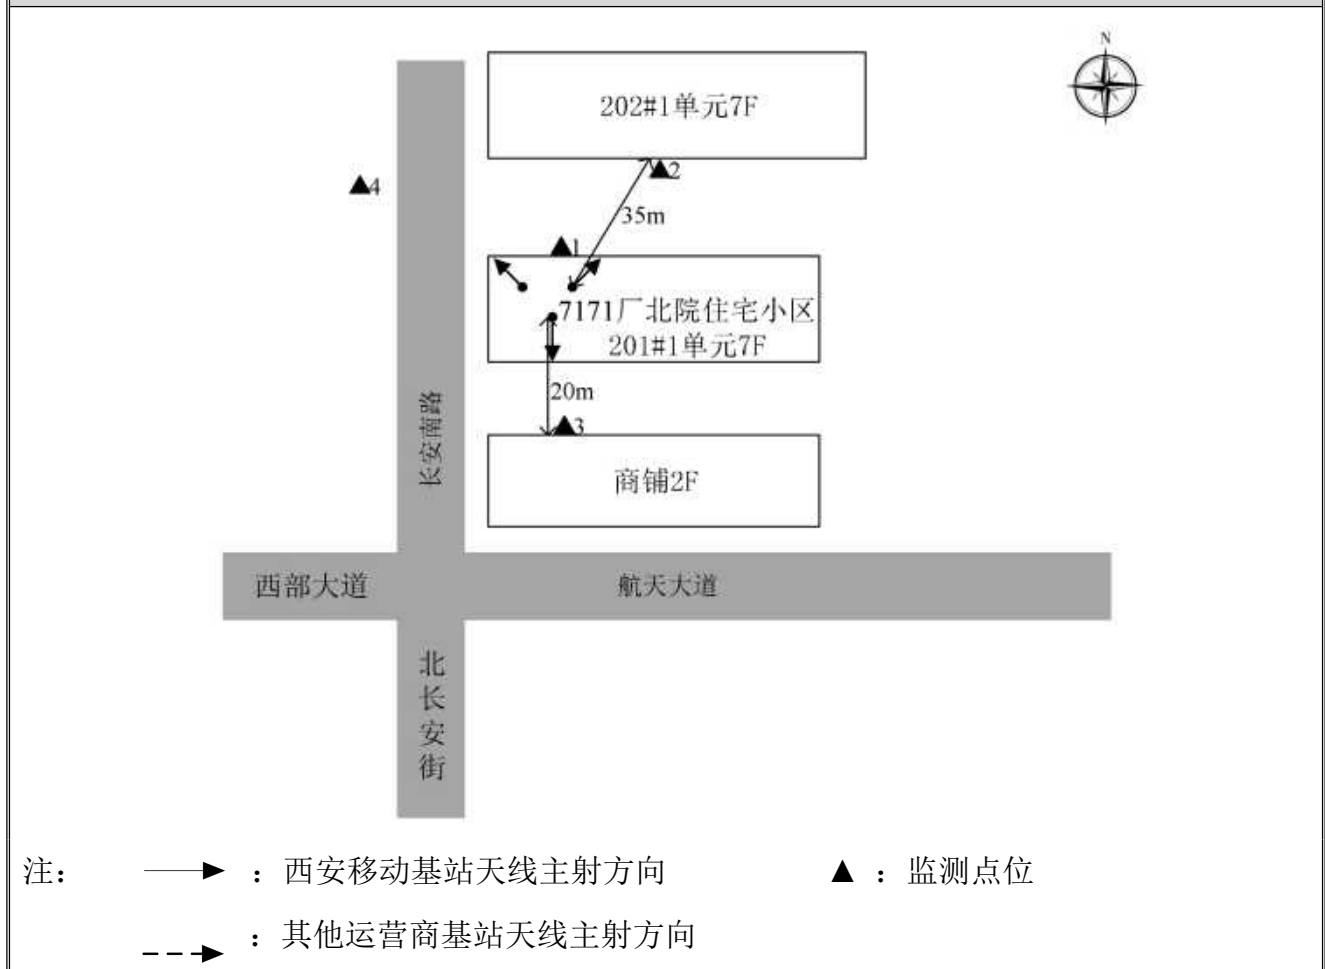 N
202#1单元7F
▲2
▲4
35m
▲1
7171厂北院住宅小区
201#1单元7F
20m
▲3
长安南路
商铺2F
西部大道
航天大道
北长安街
注：
：西安移动基站天线主射方向
▲：监测点位
：其他运营商基站天线主射方向